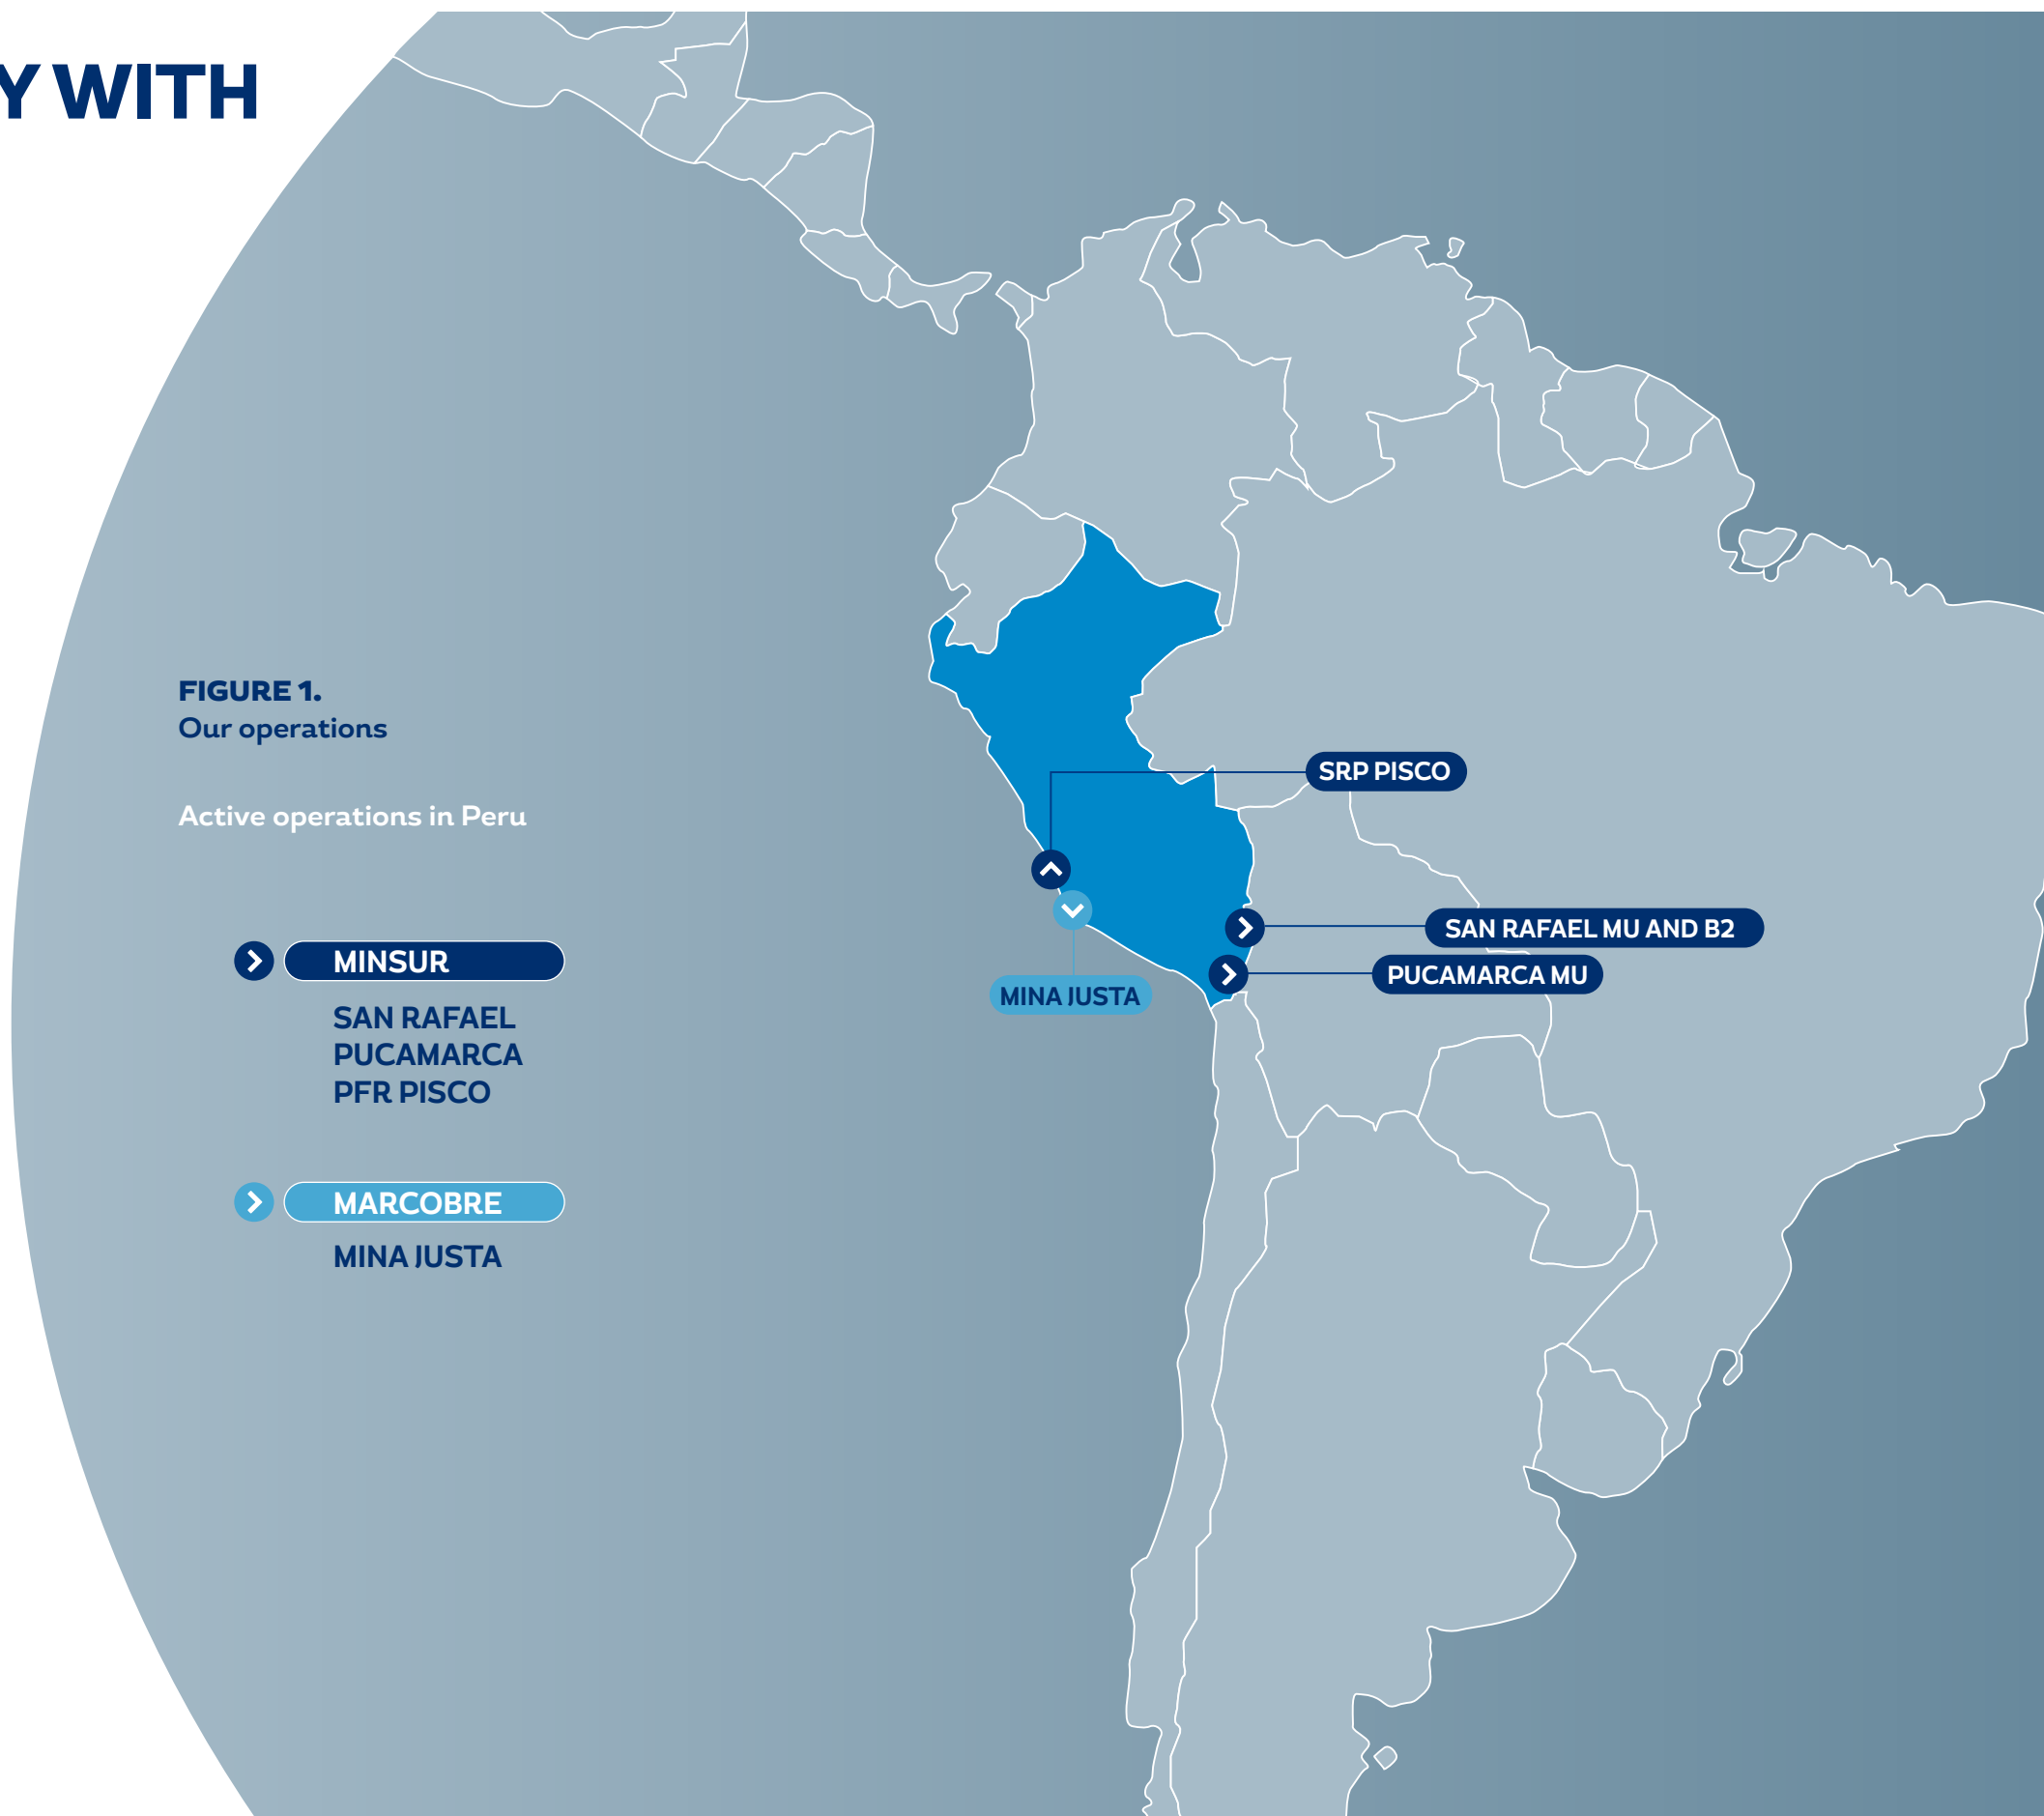 Y WITH
FIGURE 1.
Our operations
Active operations in Peru
MINSUR
SAN RAFAEL
PUCAMARCA
PFR PISCO
MARCOBRE
MINA JUSTA
SRP PISCO
SAN RAFAEL MU AND B2
PUCAMARCA MU
MINA JUSTA